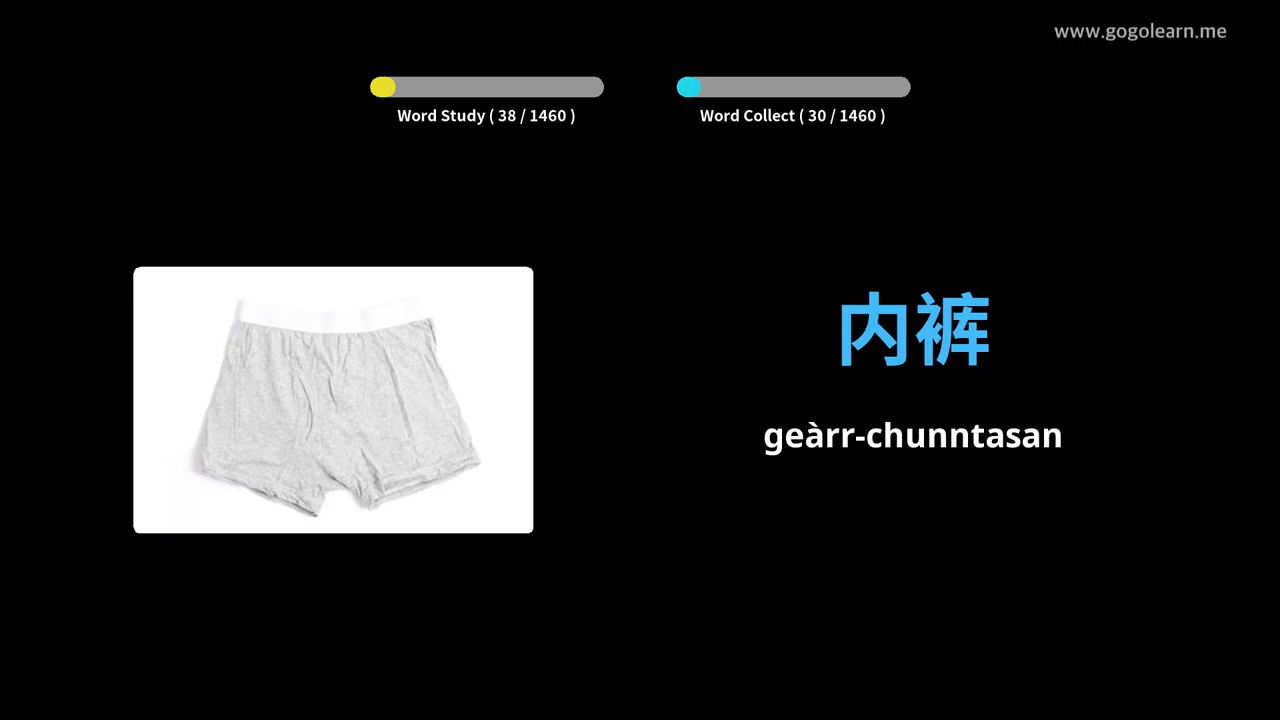 www.gogolearn.me
Word Study ( 38 / 1460 )
Word Collect ( 30 / 1460 )
内裤
geàrr-chunntasan